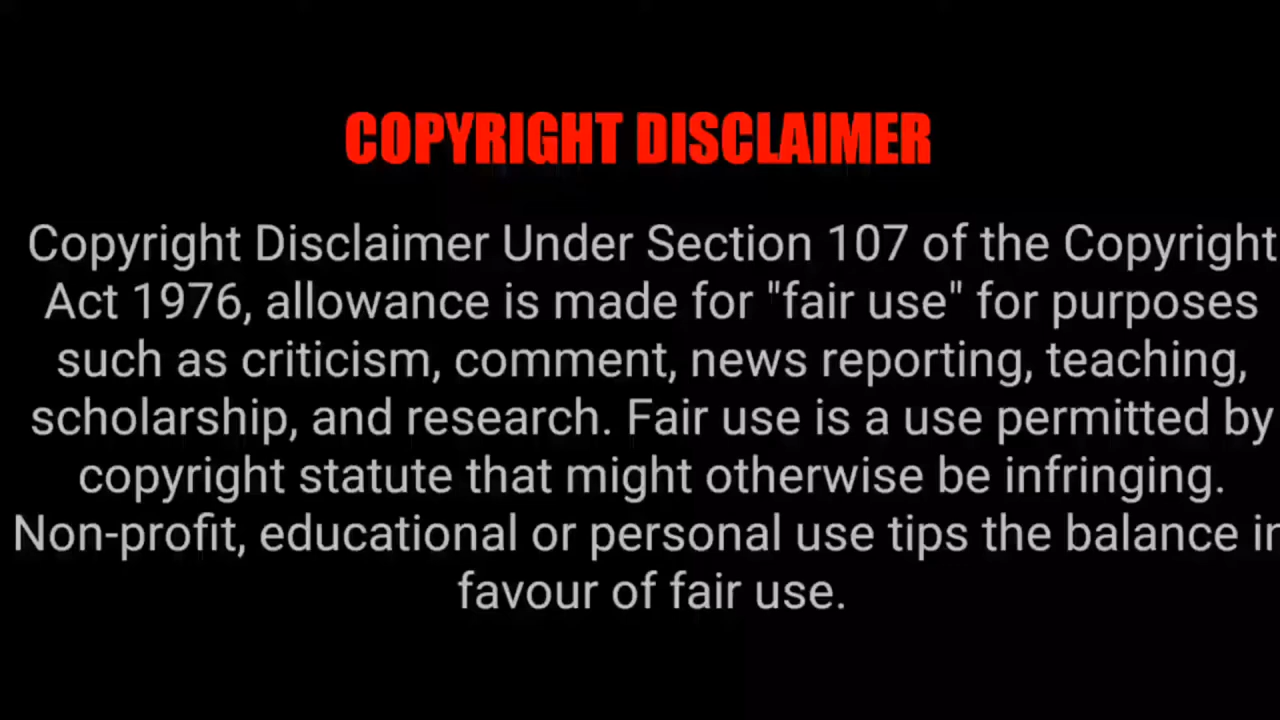 COPYRIGHT DISCLAIMER
Copyright Disclaimer Under Section 107 of the Copyright
Act 1976, allowance is made for "fair use" for purposes
such as criticism, comment, news reporting, teaching,
scholarship, and research. Fair use is a use permitted by
copyright statute that might otherwise be infringing.
Non-profit, educational or personal use tips the balance in
favour of fair use.